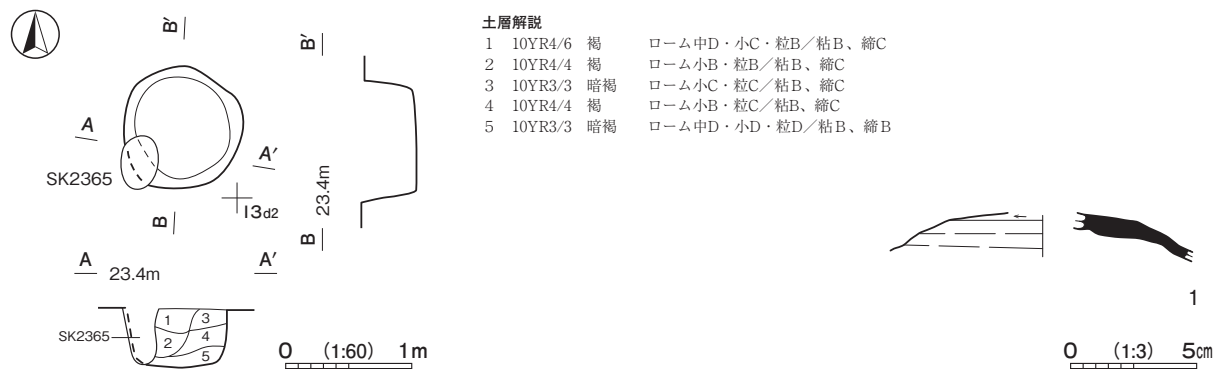 B′
A
A′
SK2365
I3d2
B
B′
23.4m
B
A 23.4m A′
1 3
2 4
5
SK2365
0 (1:60) 1m
土層解説
1 10YR4/6 褐 ローム中D・小C・粒B／粘B、締C
2 10YR4/4 褐 ローム小B・粒B／粘B、締C
3 10YR3/3 暗褐 ローム小C・粒C／粘B、締C
4 10YR4/4 褐 ローム小B・粒C／粘B、締C
5 10YR3/3 暗褐 ローム中D・小D・粒D／粘B、締B
1
0 (1:3) 5cm